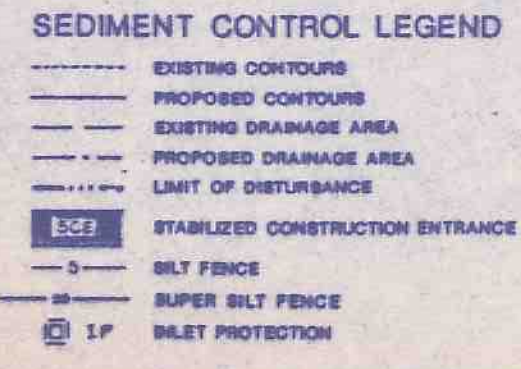 SEDIMENT CONTROL LEGEND
EXISTING CONTOURS
PROPOSED CONTOURS
EXISTING DRAINAGE AREA
PROPOSED DRAINAGE AREA
LIMIT OF DISTURBANCE
SCE STABILIZED CONSTRUCTION ENTRANCE
S SILT FENCE
SUPER SILT FENCE
IP INLET PROTECTION